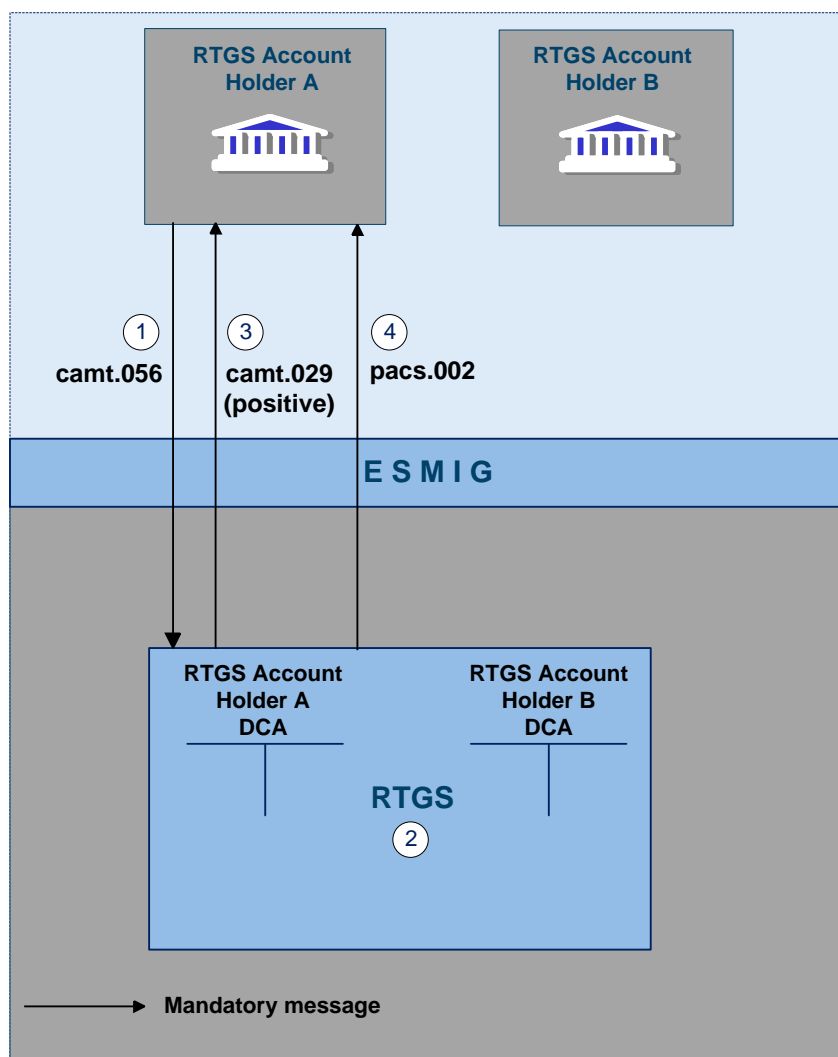 RTGS Account
Holder A
RTGS Account
Holder B
1
camt.056
3
camt.029
(positive)
4
pacs.002
E S M I G
RTGS Account
Holder A
DCA
RTGS Account
Holder B
DCA
RTGS
2
Mandatory message